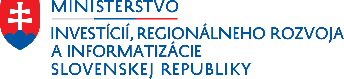 MINISTERSTVO
INVESTÍCIÍ, REGIONÁLNEHO ROZVOJA
A INFORMATIZÁCIE
SLOVENSKEJ REPUBLIKY